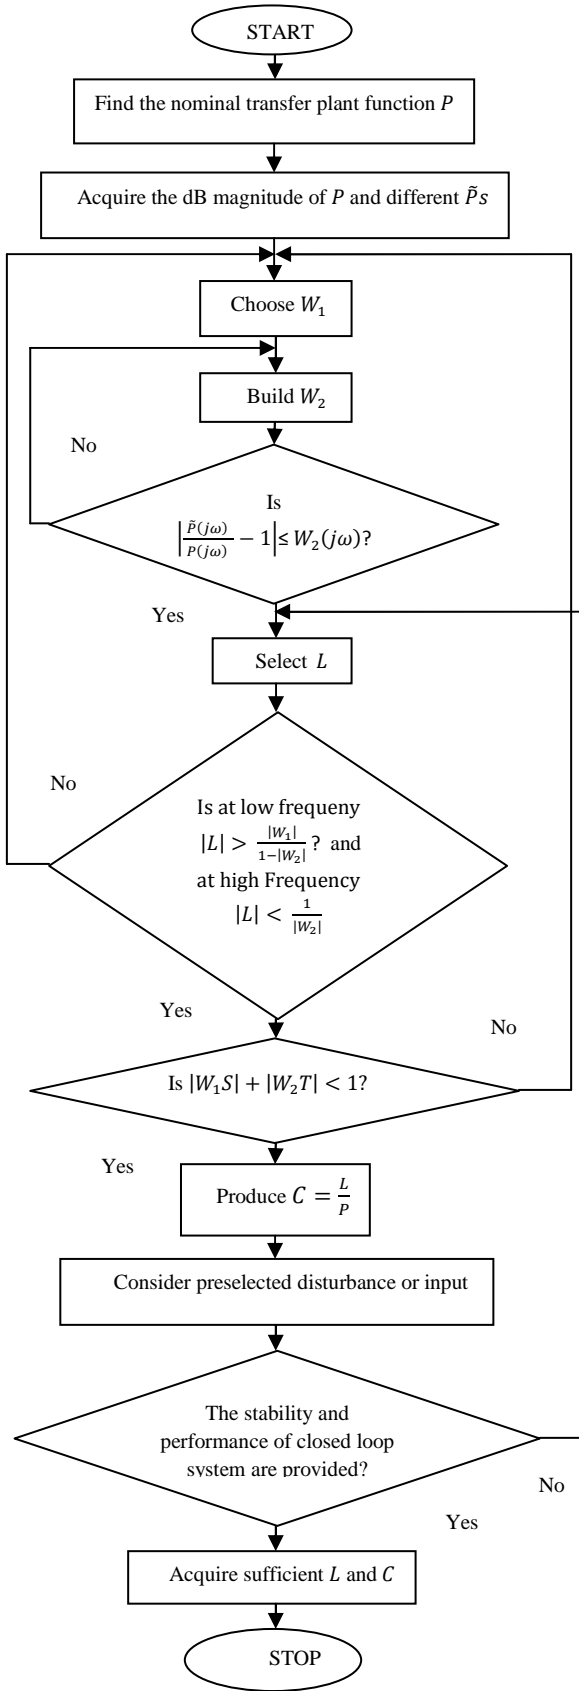 START
Find the nominal transfer plant function P
Acquire the dB magnitude of P and different P̃s
Choose W₁
Build W₂
No
Is
|P̃(jω)/P(jω) − 1| ≤ W₂(jω)?
Yes
Select L
No
Is at low frequeny
|L| > |W₁|/(1−|W₂|) ? and
at high Frequency
|L| < 1/|W₂|
Yes
No
Is |W₁S| + |W₂T| < 1?
Yes
Produce C = L/P
Consider preselected disturbance or input
The stability and
performance of closed loop
system are provided?
No
Yes
Acquire sufficient L and C
STOP